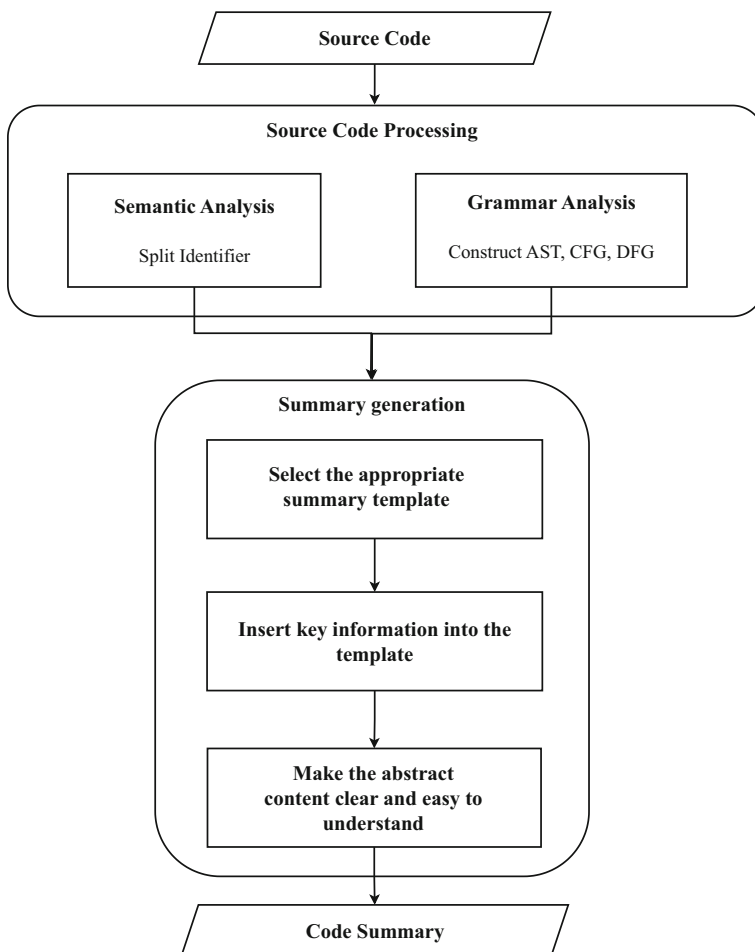 Source Code
Source Code Processing
Semantic Analysis
Split Identifier
Grammar Analysis
Construct AST, CFG, DFG
Summary generation
Select the appropriate
summary template
Insert key information into the
template
Make the abstract
content clear and easy to
understand
Code Summary